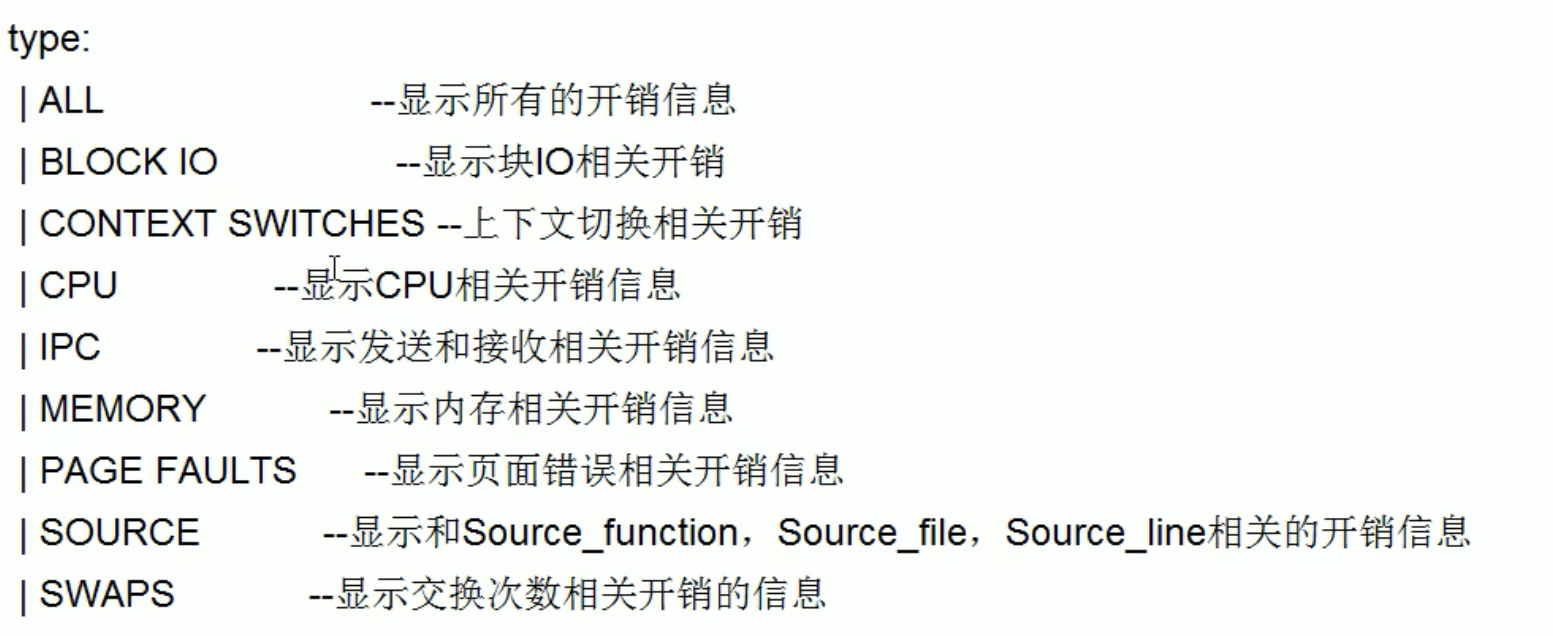 type:
| ALL --显示所有的开销信息
| BLOCK IO --显示块IO相关开销
| CONTEXT SWITCHES --上下文切换相关开销
| CPU --显示CPU相关开销信息
| IPC --显示发送和接收相关开销信息
| MEMORY --显示内存相关开销信息
| PAGE FAULTS --显示页面错误相关开销信息
| SOURCE --显示和Source_function，Source_file，Source_line相关的开销信息
| SWAPS --显示交换次数相关开销的信息